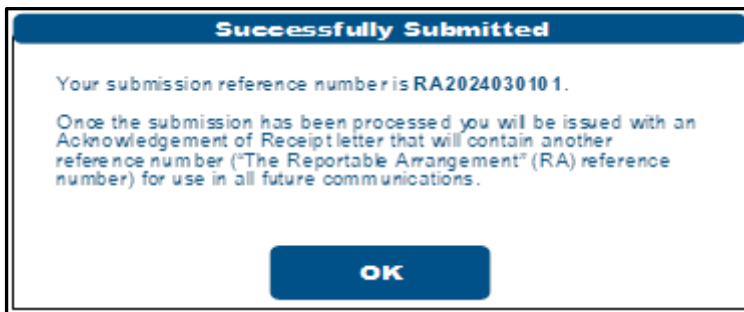 Successfully Submitted
Your submission reference number is RA2024030101.
Once the submission has been processed you will be issued with an
Acknowledgement of Receipt letter that will contain another
reference number ("The Reportable Arrangement" (RA) reference
number) for use in all future communications.
OK